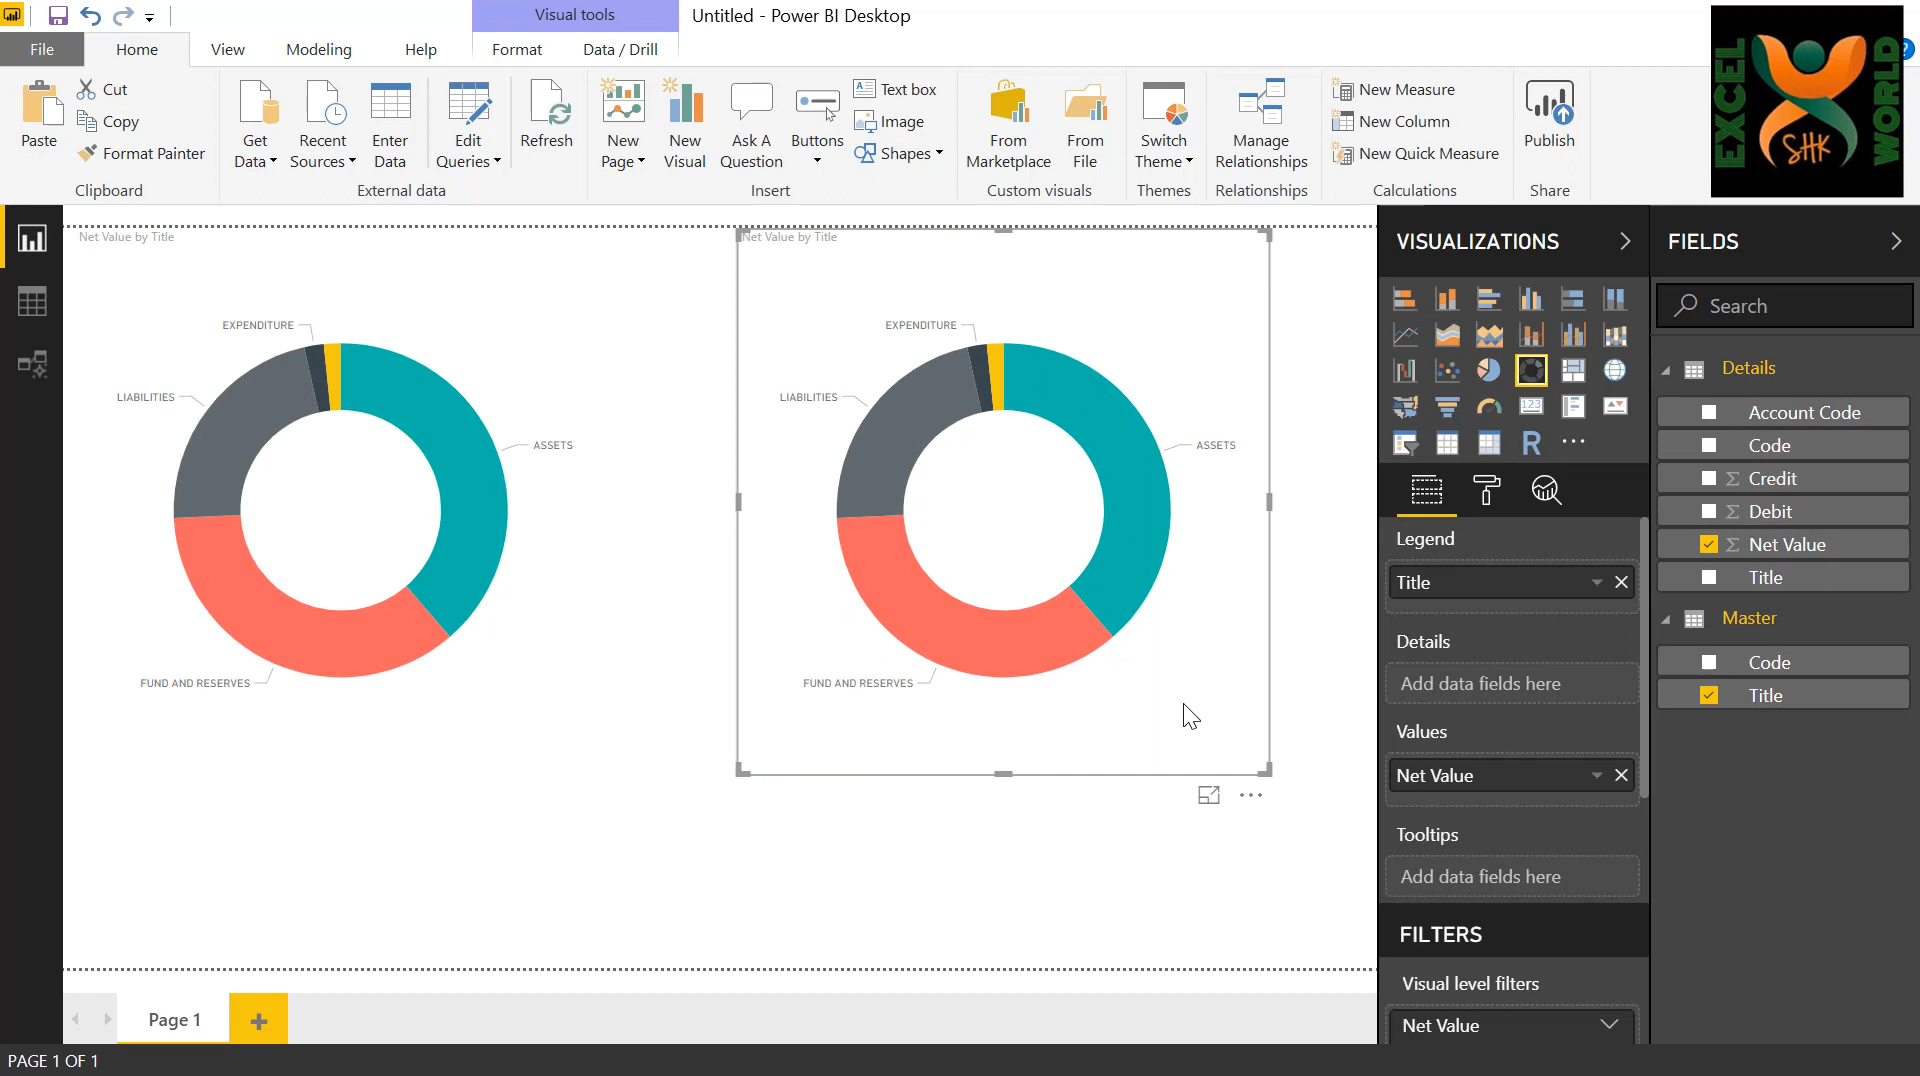 Visual tools
Untitled - Power BI Desktop
File
Home
View
Modeling
Help
Format
Data / Drill
Paste
Cut
Copy
Format Painter
Clipboard
Get
Data
Recent
Sources
Enter
Data
Edit
Queries
Refresh
External data
New
Page
New
Visual
Ask A
Question
Buttons
Text box
Image
Shapes
Insert
From
Marketplace
From
File
Custom visuals
Switch
Theme
Themes
Manage
Relationships
Relationships
New Measure
New Column
New Quick Measure
Calculations
Publish
Share
EXCEL
SHK
WORLD
Net Value by Title
EXPENDITURE
LIABILITIES
ASSETS
FUND AND RESERVES
Net Value by Title
EXPENDITURE
LIABILITIES
ASSETS
FUND AND RESERVES
VISUALIZATIONS
123
R
Legend
Title
Details
Add data fields here
Values
Net Value
Tooltips
Add data fields here
FILTERS
Visual level filters
Net Value
FIELDS
Search
Details
Account Code
Code
Σ Credit
Σ Debit
Σ Net Value
Title
Master
Code
Title
Page 1
PAGE 1 OF 1